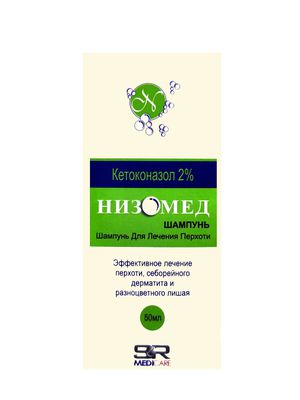 N
Кетоконазол 2%
НИЗОМЕД
ШАМПУНЬ
Шампунь Для Лечения Перхоти
Эффективное лечение
перхоти, себорейного
дерматита и
разноцветного лишая
50мл
S&R
MEDICARE